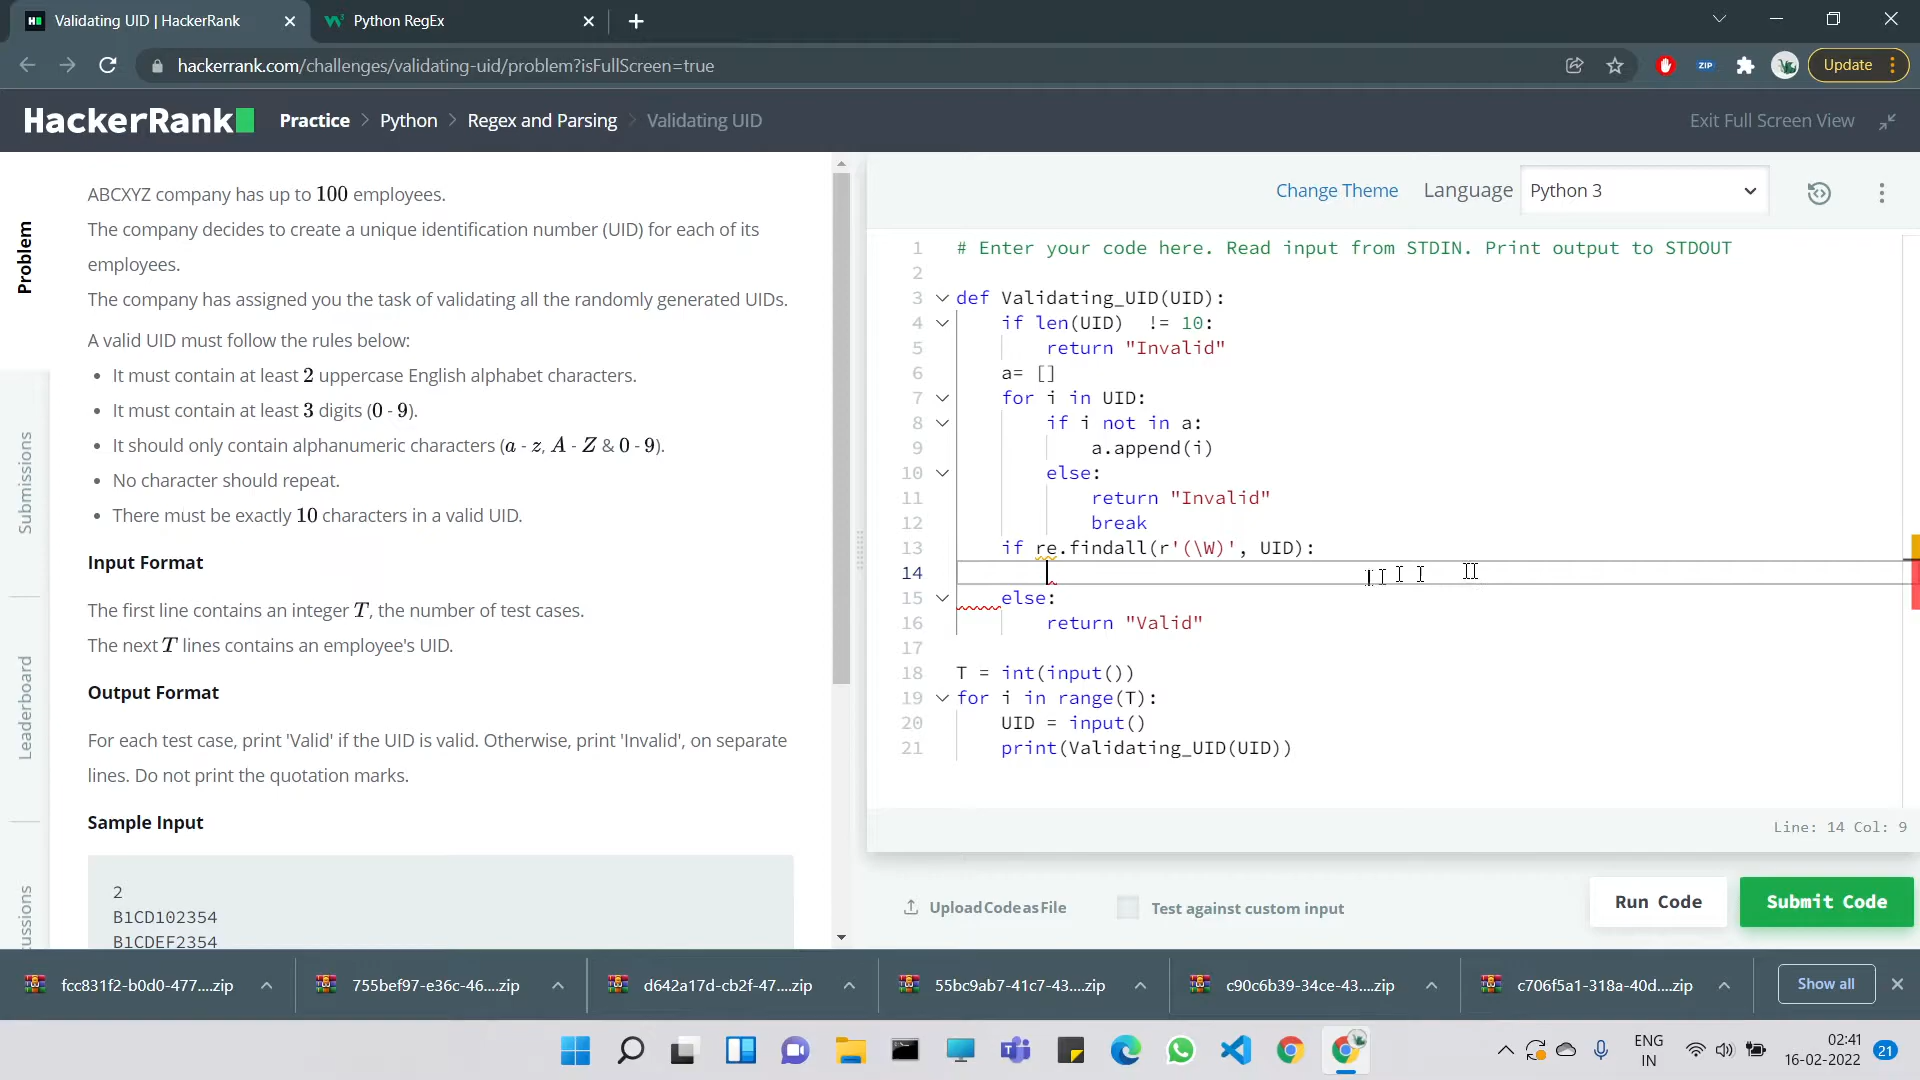 Validating UID | HackerRank
Python RegEx
hackerrank.com/challenges/validating-uid/problem?isFullScreen=true
ZIP
Update
HackerRank
Practice > Python > Regex and Parsing > Validating UID
Exit Full Screen View
Problem
Submissions
Leaderboard
ABCXYZ company has up to 100 employees.
The company decides to create a unique identification number (UID) for each of its
employees.
The company has assigned you the task of validating all the randomly generated UIDs.
A valid UID must follow the rules below:
• It must contain at least 2 uppercase English alphabet characters.
• It must contain at least 3 digits (0 - 9).
• It should only contain alphanumeric characters (a - z, A - Z & 0 - 9).
• No character should repeat.
• There must be exactly 10 characters in a valid UID.
Input Format
The first line contains an integer T, the number of test cases.
The next T lines contains an employee's UID.
Output Format
For each test case, print 'Valid' if the UID is valid. Otherwise, print 'Invalid', on separate
lines. Do not print the quotation marks.
Sample Input
2
B1CD102354
B1CDEF2354
Change Theme
Language
Python 3
1 # Enter your code here. Read input from STDIN. Print output to STDOUT
2
3 def Validating_UID(UID):
4     if len(UID)  != 10:
5         return "Invalid"
6     a= []
7     for i in UID:
8         if i not in a:
9             a.append(i)
10         else:
11             return "Invalid"
12             break
13     if re.findall(r'(\W)', UID):
14
15     else:
16         return "Valid"
17
18 T = int(input())
19 for i in range(T):
20     UID = input()
21     print(Validating_UID(UID))
Line: 14 Col: 9
Upload Code as File
Test against custom input
Run Code
Submit Code
fcc831f2-b0d0-477....zip
755bef97-e36c-46....zip
d642a17d-cb2f-47....zip
55bc9ab7-41c7-43....zip
c90c6b39-34ce-43....zip
c706f5a1-318a-40d....zip
Show all
ENG
IN
02:41
16-02-2022
21